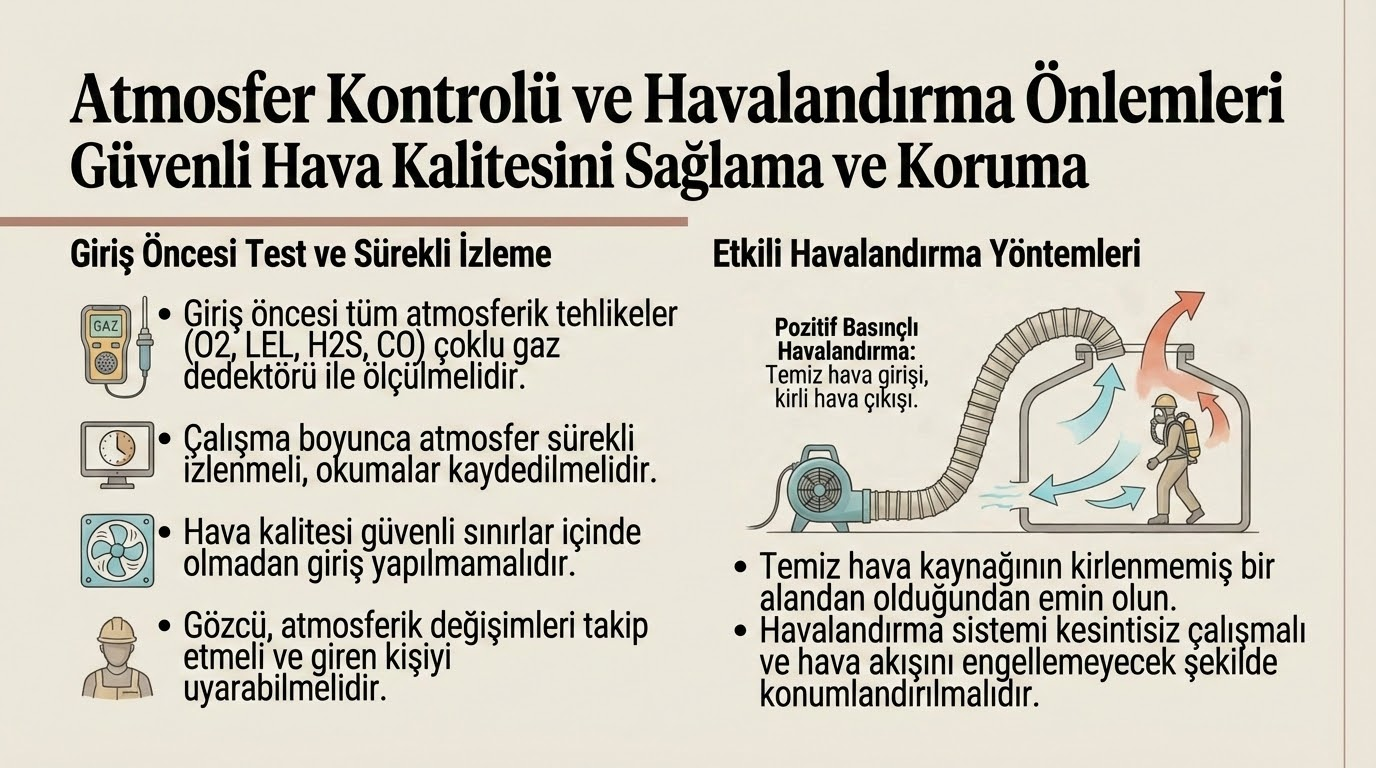 Atmosfer Kontrolü ve Havalandırma Önlemleri
Güvenli Hava Kalitesini Sağlama ve Koruma
Giriş Öncesi Test ve Sürekli İzleme
GAZ
• Giriş öncesi tüm atmosferik tehlikeler
(O2, LEL, H2S, CO) çoklu gaz
dedektörü ile ölçülmelidir.
• Çalışma boyunca atmosfer sürekli
izlenmeli, okumalar kaydedilmelidir.
• Hava kalitesi güvenli sınırlar içinde
olmadan giriş yapılmamalıdır.
• Gözcü, atmosferik değişimleri takip
etmeli ve giren kişiyi
uyarabilmelidir.
Etkili Havalandırma Yöntemleri
Pozitif Basınçlı
Havalandırma:
Temiz hava girişi,
kirli hava çıkışı.
• Temiz hava kaynağının kirlenmemiş bir
alandan olduğundan emin olun.
• Havalandırma sistemi kesintisiz çalışmalı
ve hava akışını engellemeyecek şekilde
konumlandırılmalıdır.